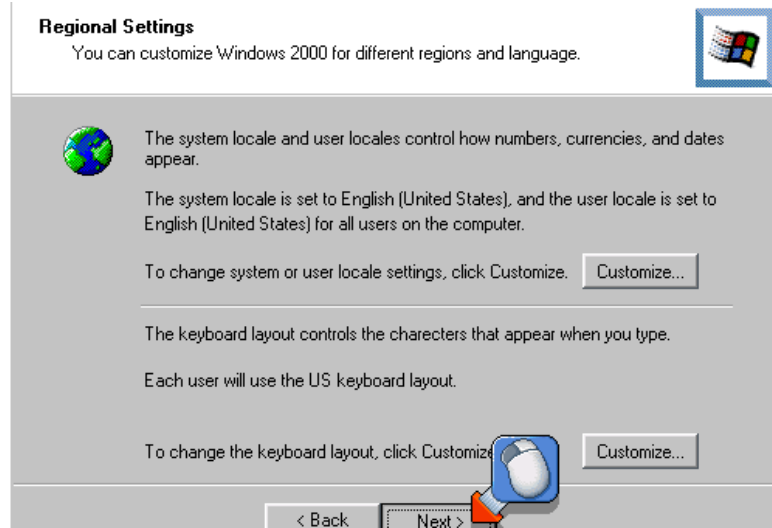 Regional Settings
You can customize Windows 2000 for different regions and language.
The system locale and user locales control how numbers, currencies, and dates
appear.
The system locale is set to English (United States), and the user locale is set to
English (United States) for all users on the computer.
To change system or user locale settings, click Customize. Customize...
The keyboard layout controls the charecters that appear when you type.
Each user will use the US keyboard layout.
To change the keyboard layout, click Customize Customize...
< Back Next >